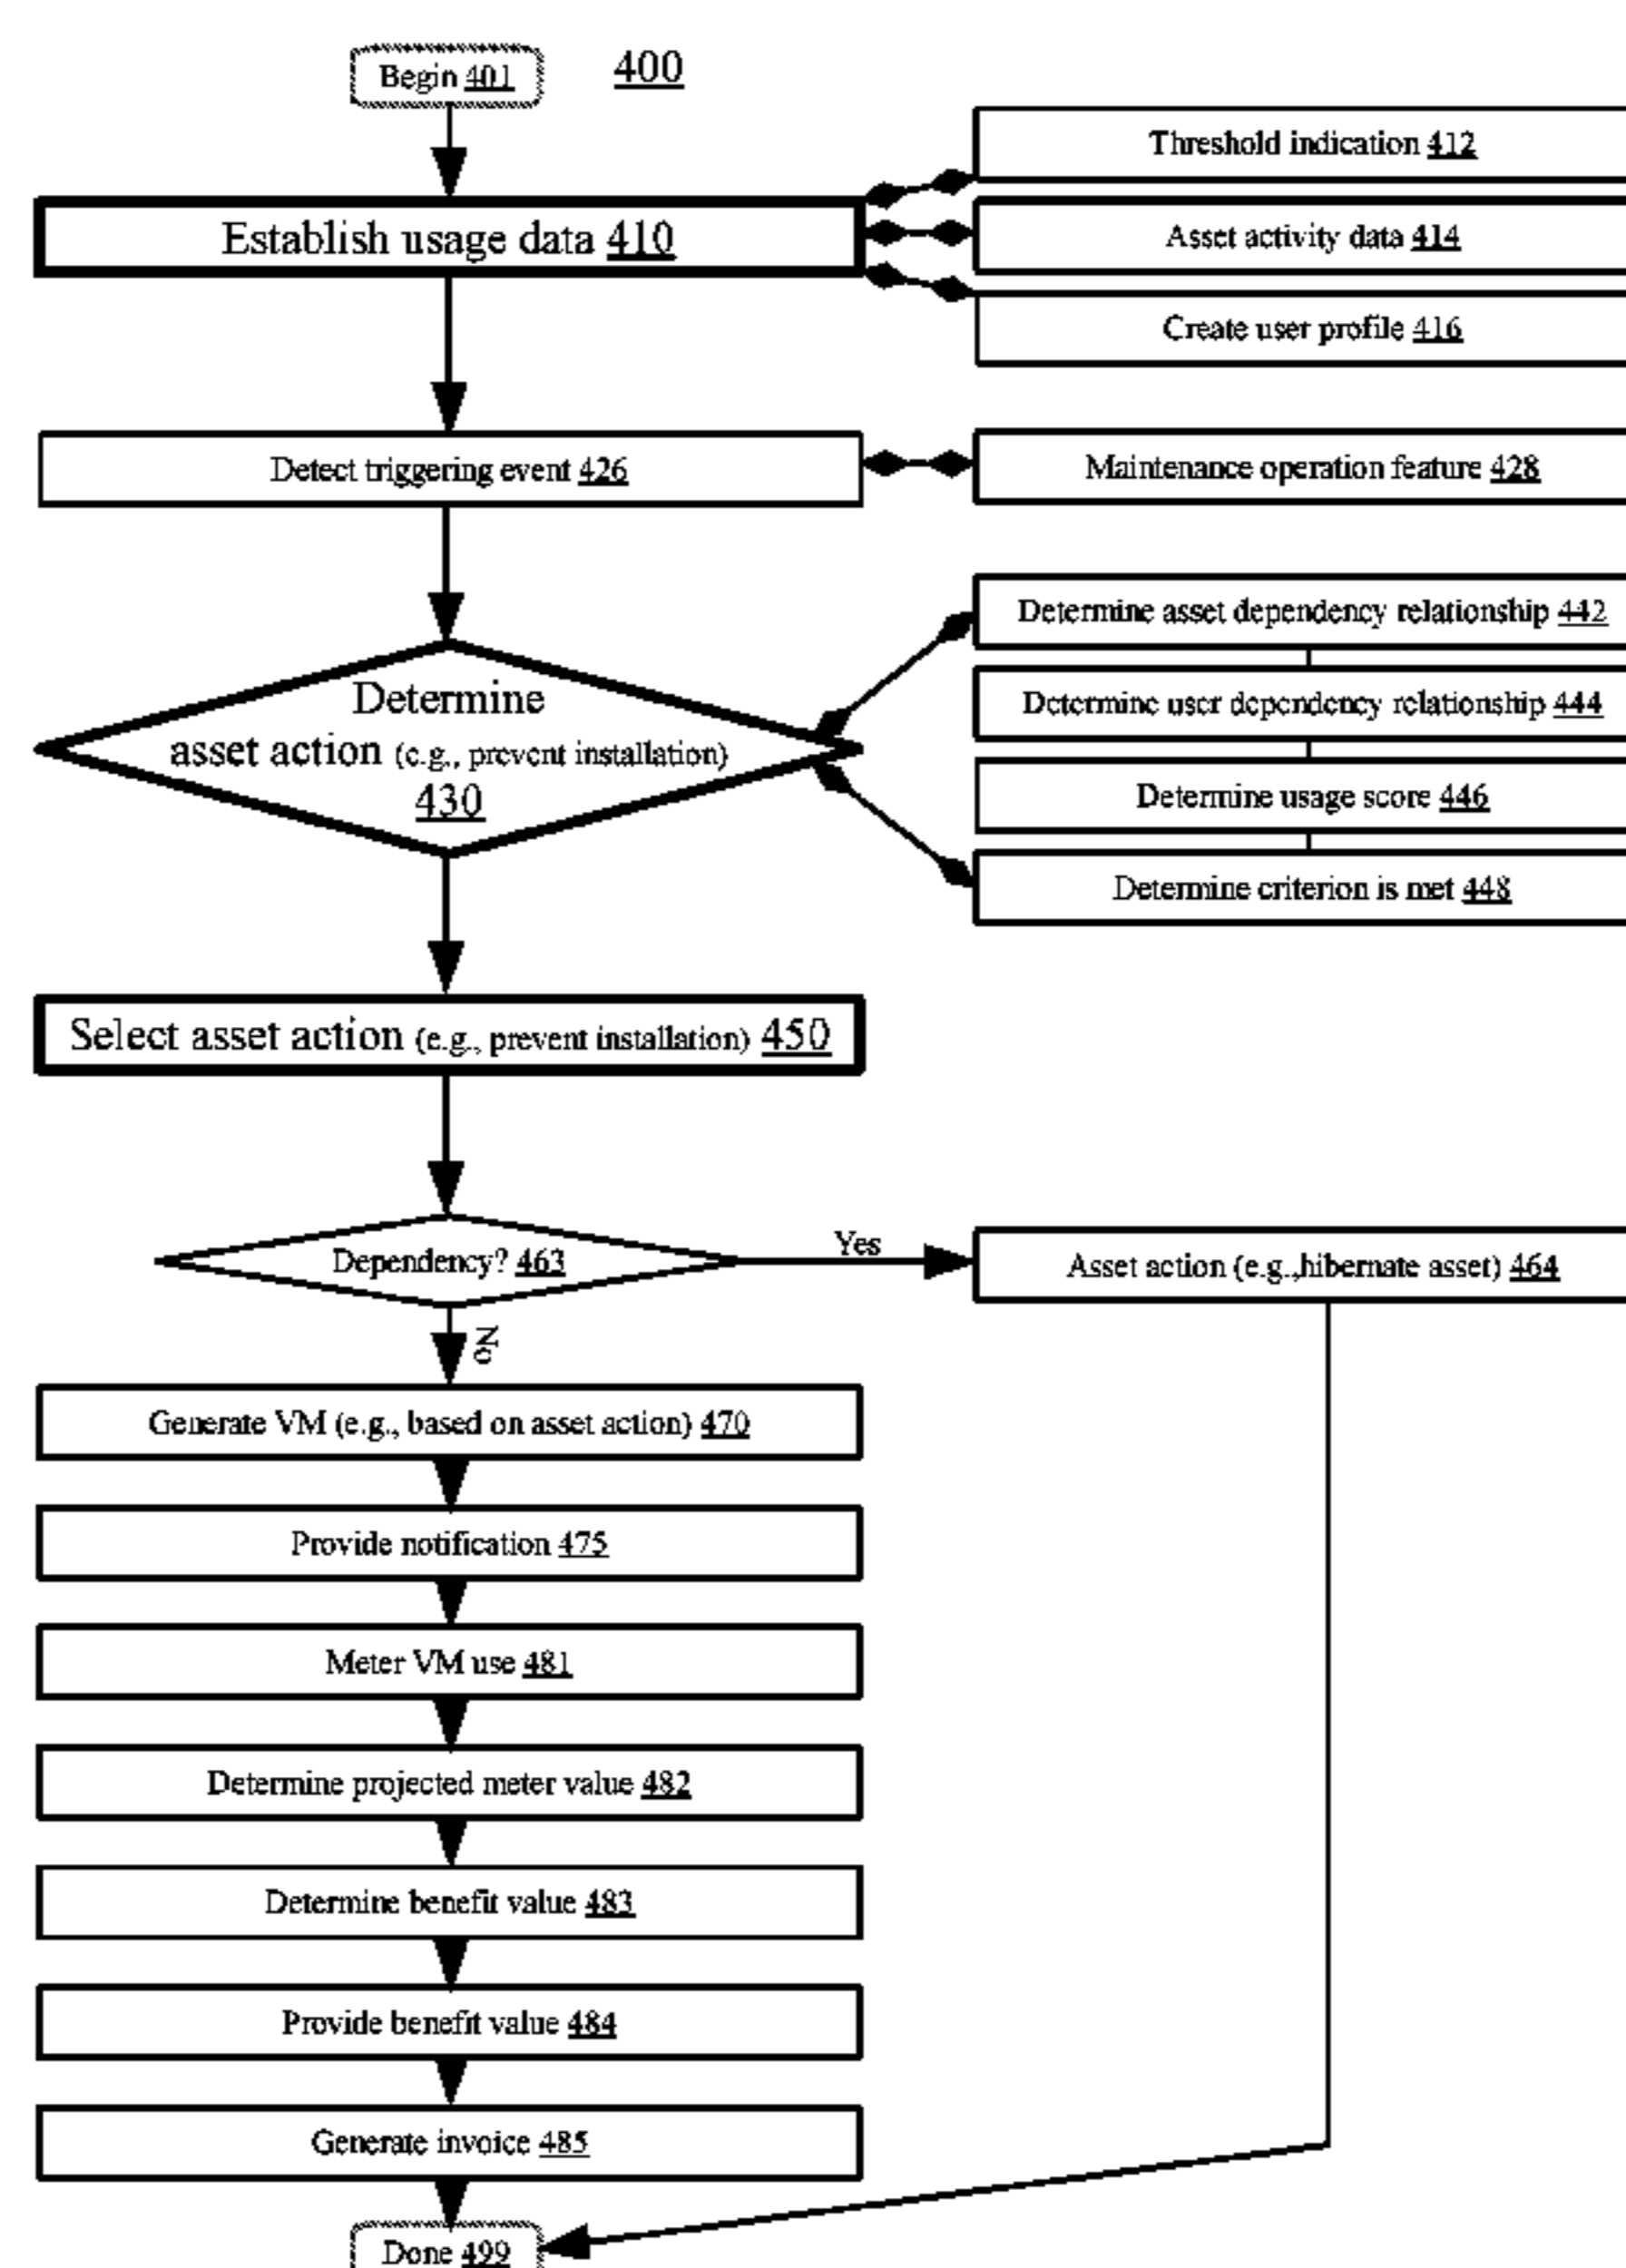 Begin 401
400
Threshold indication 412
Establish usage data 410
Asset activity data 414
Create user profile 416
Detect triggering event 426
Maintenance operation feature 428
Determine asset dependency relationship 442
Determine
Determine user dependency relationship 444
asset action (e.g., prevent installation)
430
Determine usage score 446
Determine criterion is met 448
Select asset action (e.g., prevent installation) 450
Dependency? 463
Yes
Asset action (e.g.,hibernate asset) 464
No
Generate VM (e.g., based on asset action) 470
Provide notification 475
Meter VM use 481
Determine projected meter value 482
Determine benefit value 483
Provide benefit value 484
Generate invoice 485
Done 499